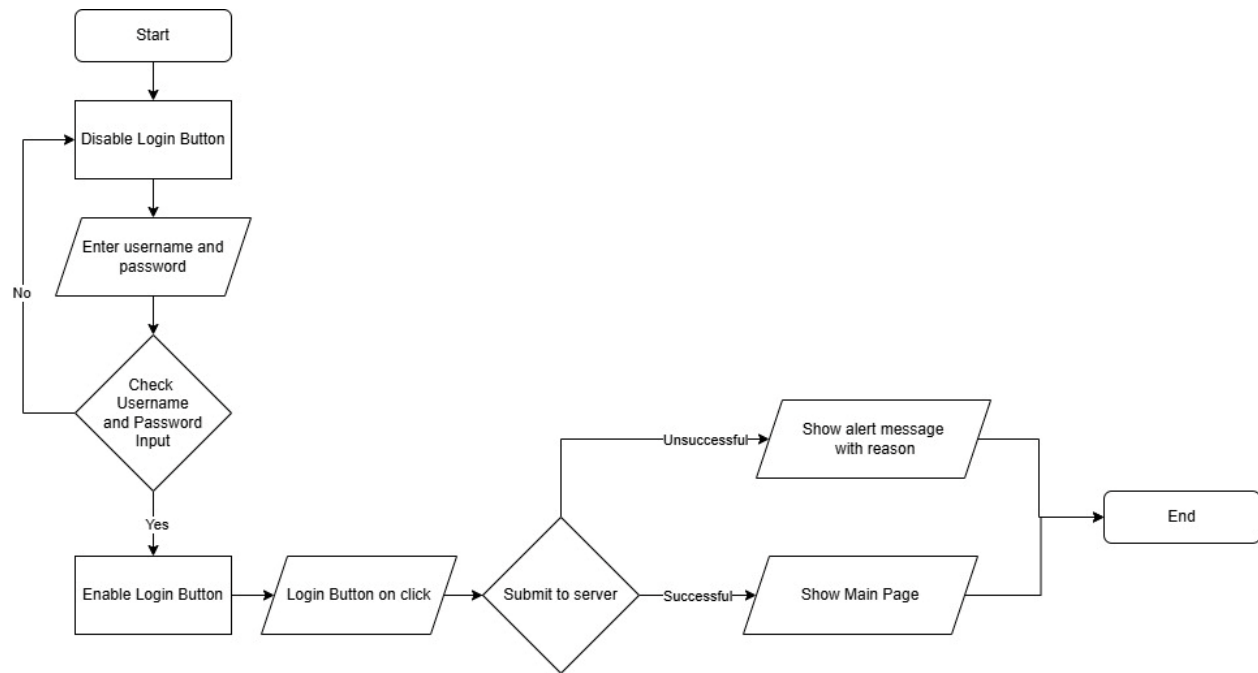 Start
Disable Login Button
Enter username and
password
No
Check
Username
and Password
Input
Yes
Enable Login Button
Login Button on click
Submit to server
Unsuccessful
Show alert message
with reason
Successful
Show Main Page
End